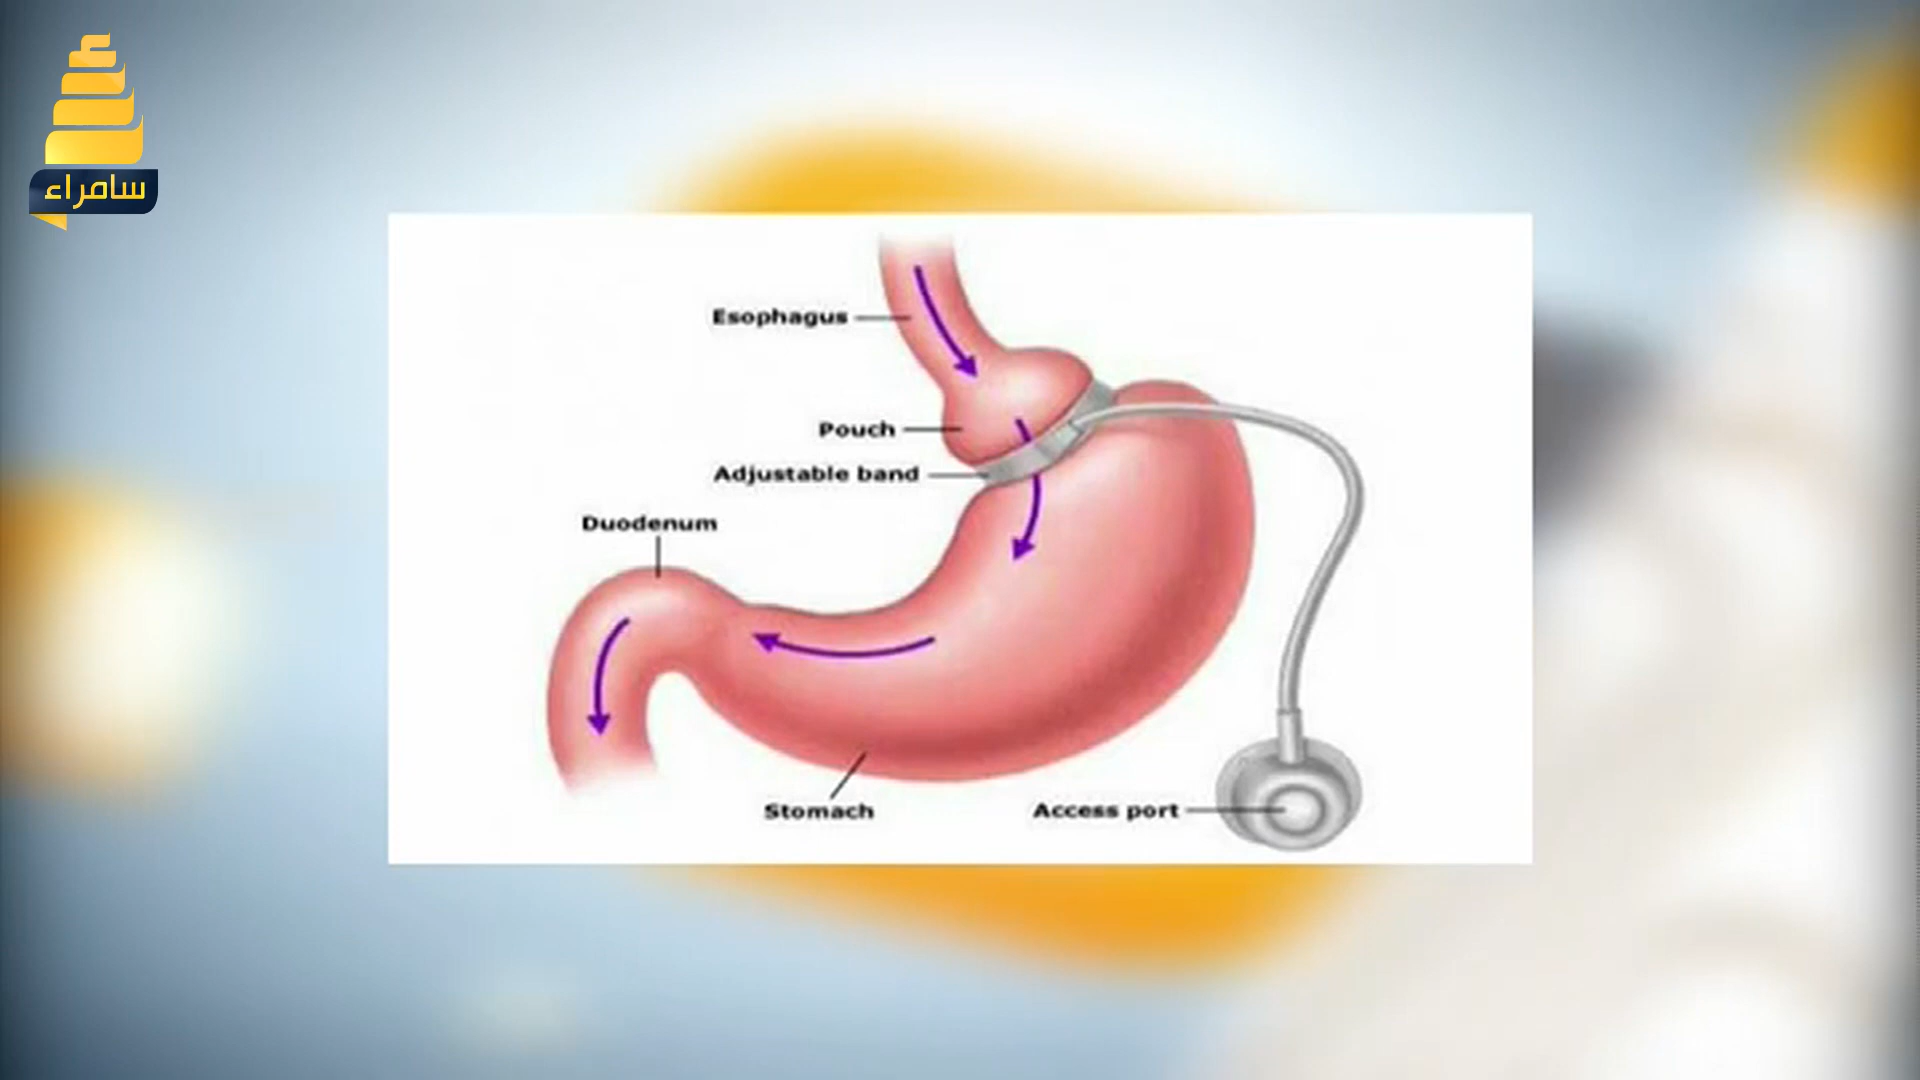 سامراء
Esophagus
Pouch
Adjustable band
Duodenum
Stomach
Access port